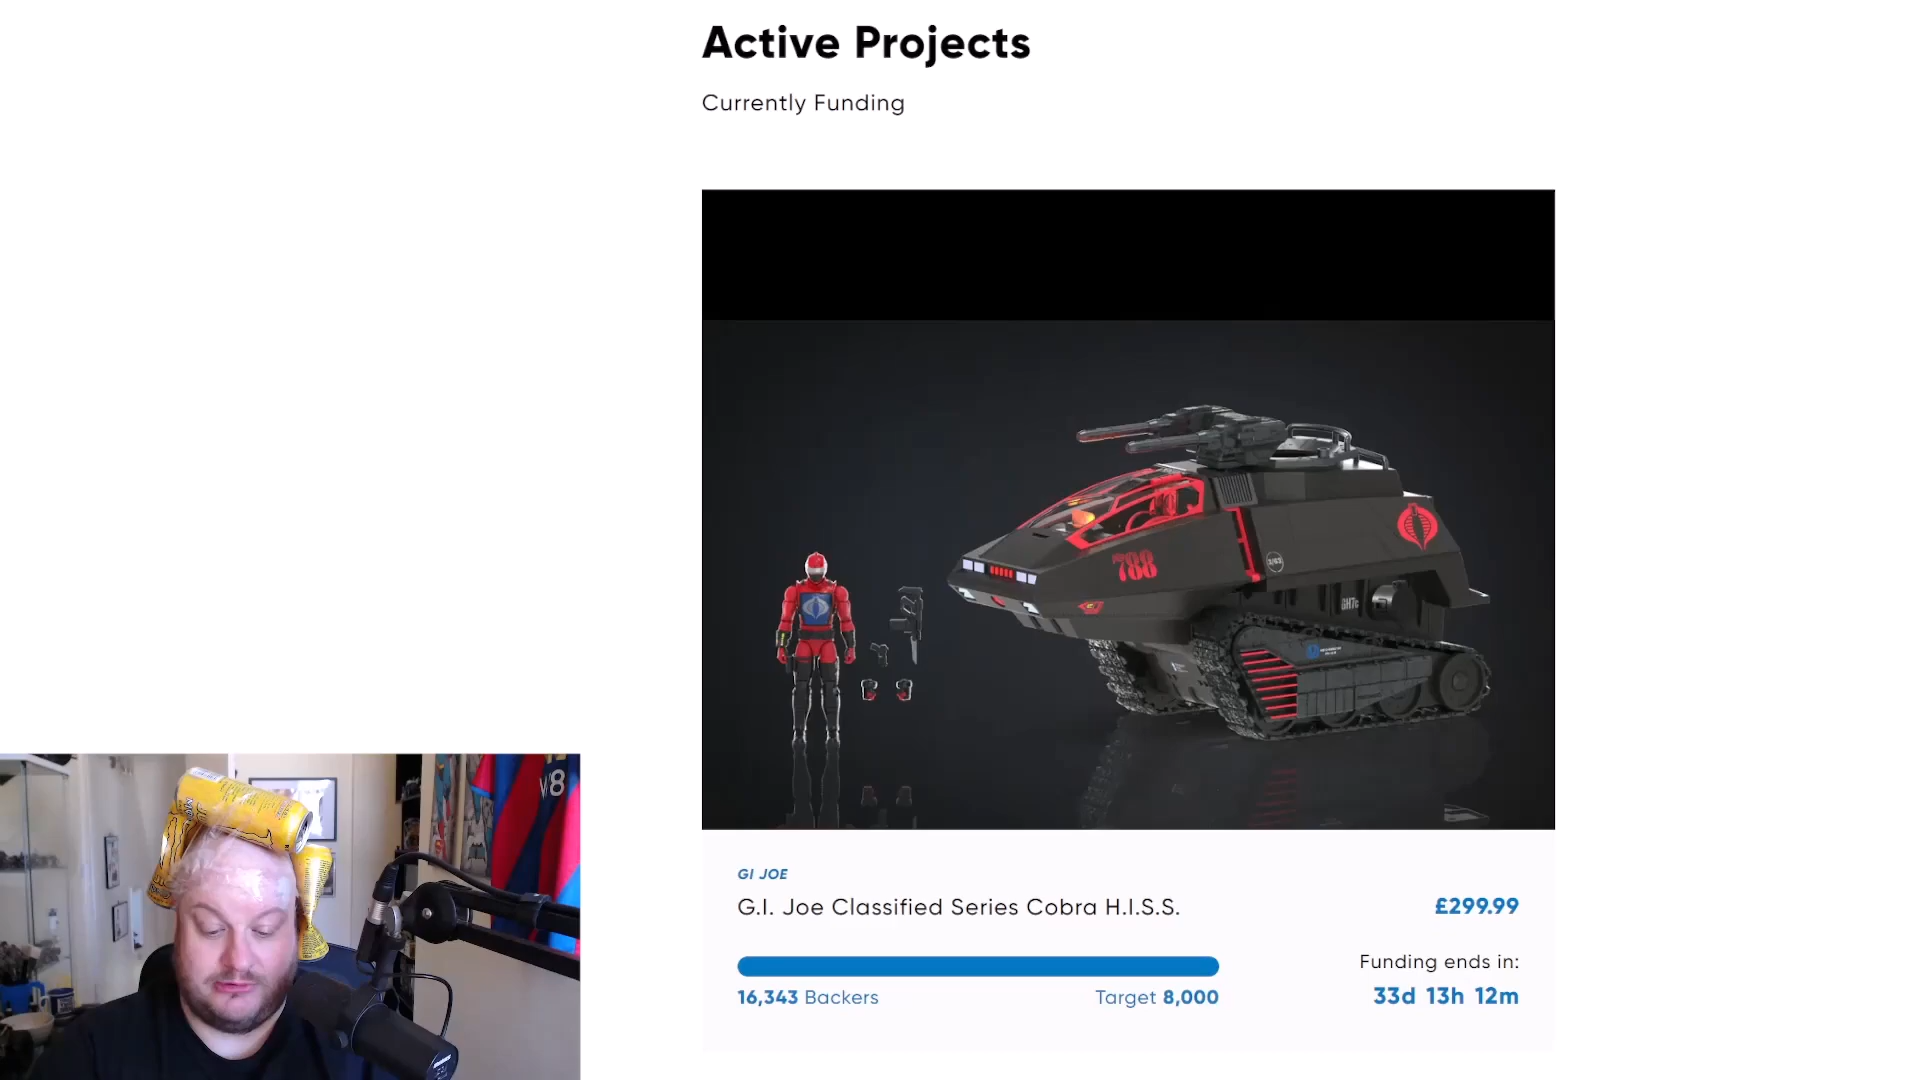 Active Projects
Currently Funding
788
GI JOE
G.I. Joe Classified Series Cobra H.I.S.S.
£299.99
Funding ends in:
16,343 Backers
Target 8,000
33d 13h 12m